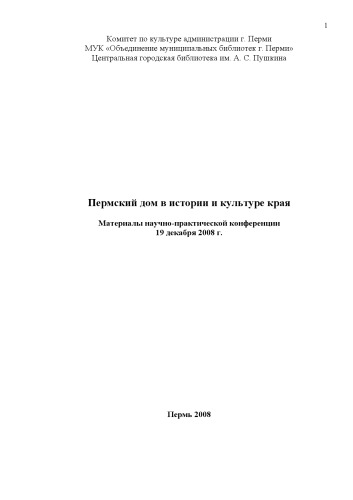 1
Комитет по культуре администрации г. Перми
МУК «Объединение муниципальных библиотек г. Перми»
Центральная городская библиотека им. А. С. Пушкина
Пермский дом в истории и культуре края
Материалы научно-практической конференции
19 декабря 2008 г.
Пермь 2008